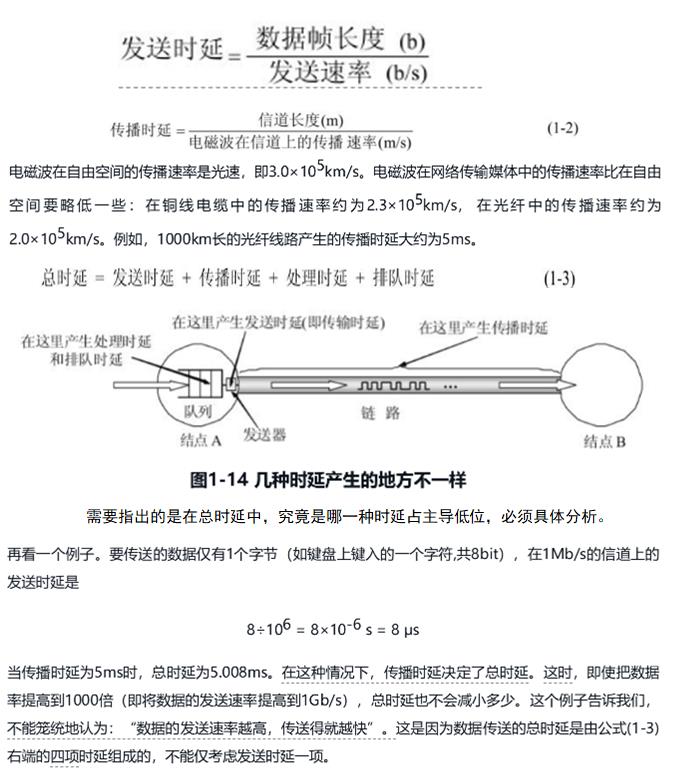 发送时延 = 数据帧长度 (b) / 发送速率 (b/s)
传播时延 = 信道长度(m) / 电磁波在信道上的传播速率(m/s) (1-2)
电磁波在自由空间的传播速率是光速，即3.0×10⁵km/s。电磁波在网络传输媒体中的传播速率比在自由
空间要略低一些：在铜线电缆中的传播速率约为2.3×10⁵km/s，在光纤中的传播速率约为
2.0×10⁵km/s。例如，1000km长的光纤线路产生的传播时延大约为5ms。
总时延 = 发送时延 + 传播时延 + 处理时延 + 排队时延 (1-3)
在这里产生处理时延
和排队时延
在这里产生发送时延(即传输时延)
在这里产生传播时延
队列
结点 A
发送器
链 路
...
结点 B
图1-14 几种时延产生的地方不一样
需要指出的是在总时延中，究竟是哪一种时延占主导低位，必须具体分析。
再看一个例子。要传送的数据仅有1个字节（如键盘上键入的一个字符,共8bit），在1Mb/s的信道上的
发送时延是
8÷10⁶ = 8×10⁻⁶ s = 8 μs
当传播时延为5ms时，总时延为5.008ms。在这种情况下，传播时延决定了总时延。这时，即使把数据
率提高到1000倍（即将数据的发送速率提高到1Gb/s），总时延也不会减小多少。这个例子告诉我们，
不能笼统地认为：“数据的发送速率越高，传送得就越快”。这是因为数据传送的总时延是由公式(1-3)
右端的四项时延组成的，不能仅考虑发送时延一项。